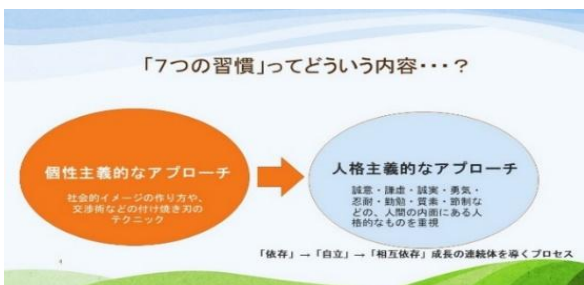 「7つの習慣」ってどういう内容・・・？
個性主義的なアプローチ
社会的イメージの作り方や、
交渉術などの付け焼き刃の
テクニック
人格主義的なアプローチ
誠意・謙虚・誠実・勇気・
忍耐・勤勉・質素・節制な
どの、人間の内面にある人
格的なものを重視
「依存」→「自立」→「相互依存」成長の連続体を導くプロセス
4